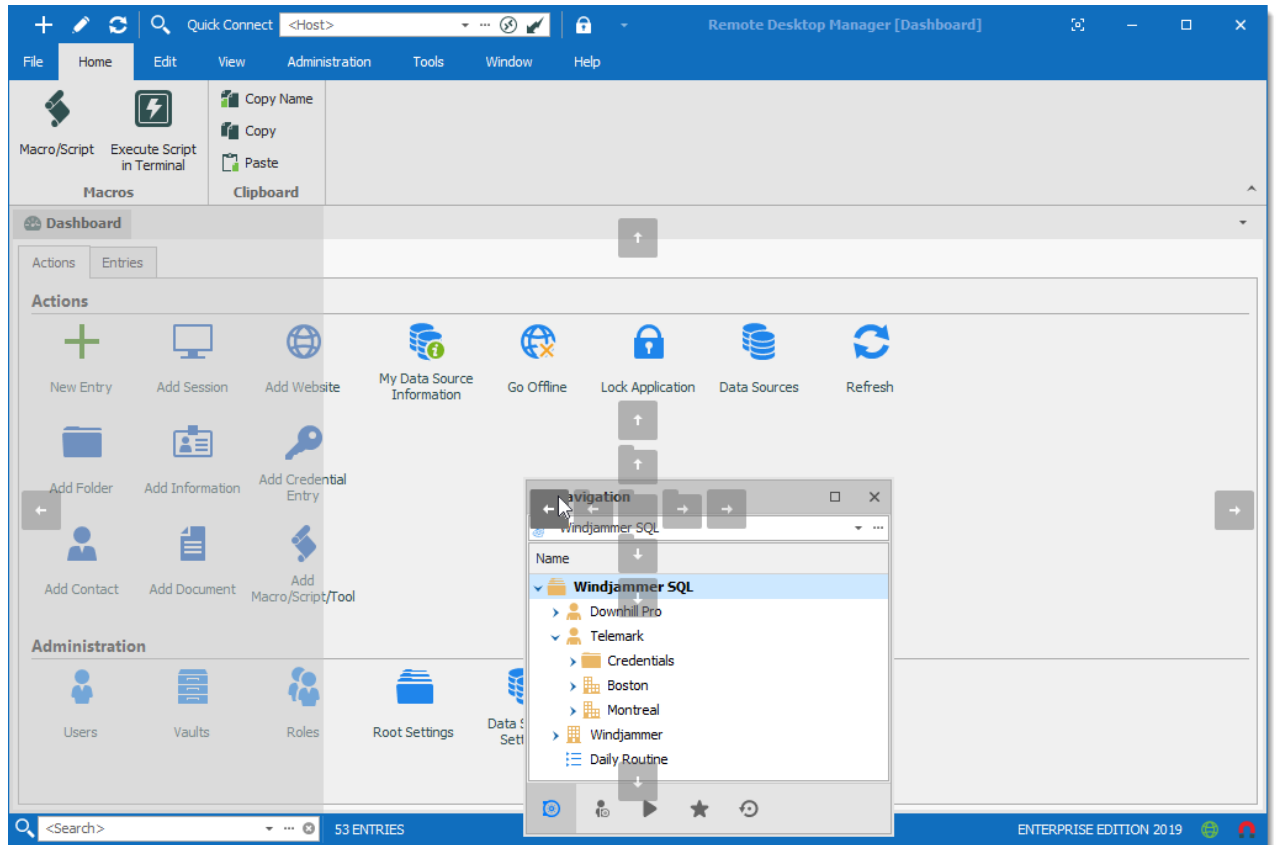 Quick Connect <Host>
Remote Desktop Manager [Dashboard]
File Home Edit View Administration Tools Window Help
Macro/Script
Execute Script
in Terminal
Macros
Copy Name
Copy
Paste
Clipboard
Dashboard
Actions Entries
Actions
New Entry
Add Session
Add Website
My Data Source
Information
Go Offline
Lock Application
Data Sources
Refresh
Add Folder
Add Information
Add Credential
Entry
Add Contact
Add Document
Add
Macro/Script/Tool
Administration
Users
Vaults
Roles
Root Settings
Data S
Sett
Navigation
Windjammer SQL
Name
Windjammer SQL
Downhill Pro
Telemark
Credentials
Boston
Montreal
Windjammer
Daily Routine
<Search>
53 ENTRIES
ENTERPRISE EDITION 2019